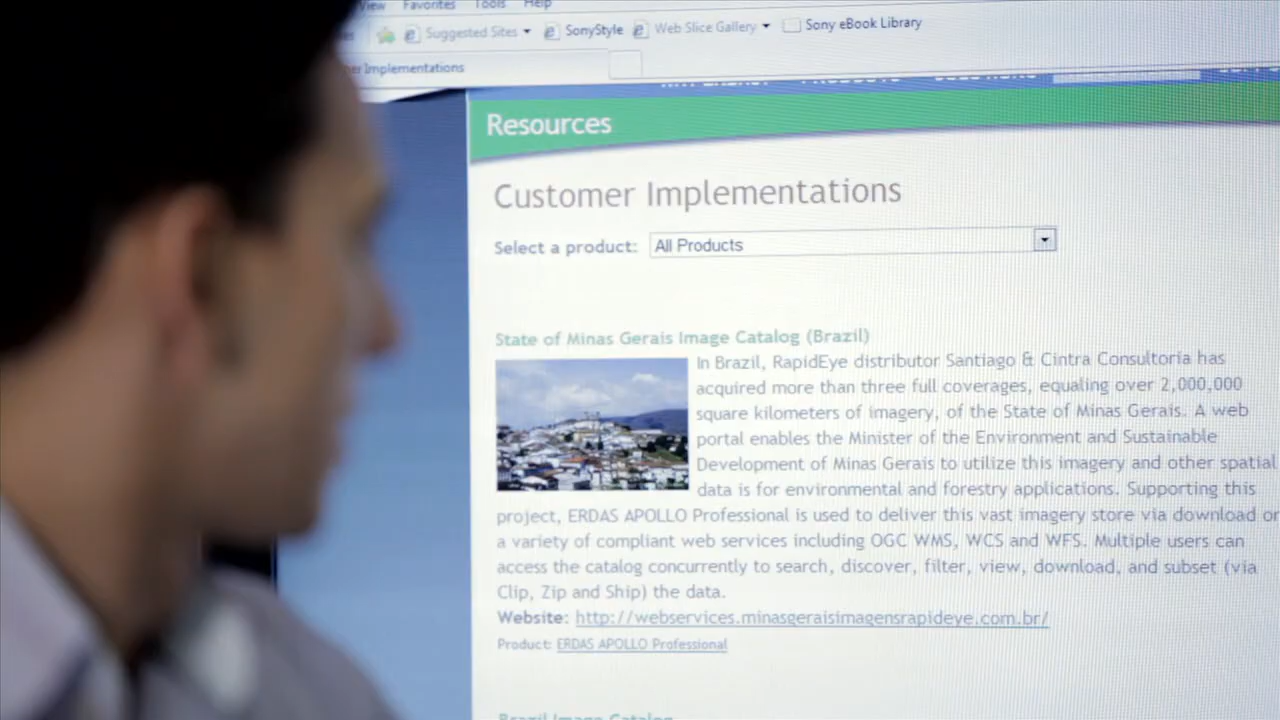 View Favorites Tools Help
Suggested Sites SonyStyle Web Slice Gallery Sony eBook Library
er Implementations
Resources
Customer Implementations
Select a product: All Products
State of Minas Gerais Image Catalog (Brazil)
In Brazil, RapidEye distributor Santiago & Cintra Consultoria has
acquired more than three full coverages, equaling over 2,000,000
square kilometers of imagery, of the State of Minas Gerais. A web
portal enables the Minister of the Environment and Sustainable
Development of Minas Gerais to utilize this imagery and other spatial
data is for environmental and forestry applications. Supporting this
project, ERDAS APOLLO Professional is used to deliver this vast imagery store via download or
a variety of compliant web services including OGC WMS, WCS and WFS. Multiple users can
access the catalog concurrently to search, discover, filter, view, download, and subset (via
Clip, Zip and Ship) the data.
Website: http://webservices.minasgeraisimagensrapideye.com.br/
Product: ERDAS APOLLO Professional
Brazil Image Catalog